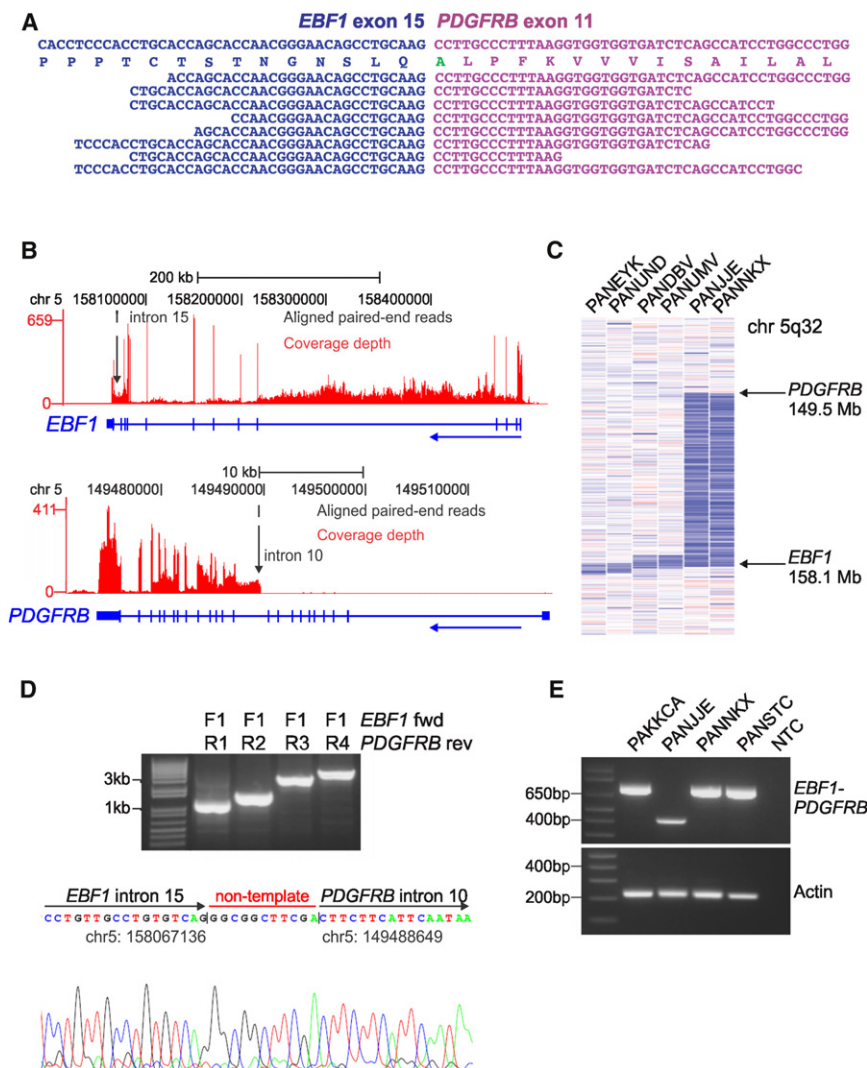 A
EBF1 exon 15 PDGFRB exon 11
CACCTCCCACCTGCACCAGCACCAACGGGAACAGCCTGCAAG CCTTGCCCTTTAAGGTGGTGGTGATCTCAGCCATCCTGGCCCTGG
P P P T C T S T N G N S L Q A L P F K V V V I S A I L A L
ACCAGCACCAACGGGAACAGCCTGCAAG CCTTGCCCTTTAAGGTGGTGGTGATCTCAGCCATCCTGGCCCTGG
CTGCACCAGCACCAACGGGAACAGCCTGCAAG CCTTGCCCTTTAAGGTGGTGGTGATCTC
CTGCACCAGCACCAACGGGAACAGCCTGCAAG CCTTGCCCTTTAAGGTGGTGGTGATCTCAGCCATCCT
CCAACGGGAACAGCCTGCAAG CCTTGCCCTTTAAGGTGGTGGTGATCTCAGCCATCCTGGCCCTGG
AGCACCAACGGGAACAGCCTGCAAG CCTTGCCCTTTAAGGTGGTGGTGATCTCAGCCATCCTGGCCCTGG
TCCCACCTGCACCAGCACCAACGGGAACAGCCTGCAAG CCTTGCCCTTTAAGGTGGTGGTGATCTCAG
CTGCACCAGCACCAACGGGAACAGCCTGCAAG CCTTGCCCTTTAAG
TCCCACCTGCACCAGCACCAACGGGAACAGCCTGCAAG CCTTGCCCTTTAAGGTGGTGGTGATCTCAGCCATCCTGGC
B
200 kb
chr 5 158100000 158200000 158300000 158400000
659
intron 15
Aligned paired-end reads
Coverage depth
0
EBF1
10 kb
chr 5 149480000 149490000 149500000 149510000
411
Aligned paired-end reads
Coverage depth
intron 10
0
PDGFRB
C
PANEYK PANUND PANDBV PANUMV PANJJE PANNKX
chr 5q32
PDGFRB
149.5 Mb
EBF1
158.1 Mb
D
F1 F1 F1 F1 EBF1 fwd
R1 R2 R3 R4 PDGFRB rev
3kb
1kb
EBF1 intron 15 non-template PDGFRB intron 10
CCTGTTGCCTGTGTCAGGGCGGCTTCGACTTCTTCATTCAATAA
chr5: 158067136 chr5: 149488649
E
PAKKCA PANJJE PANNKX PANSTC NTC
650bp
400bp
EBF1-
PDGFRB
400bp
200bp
Actin